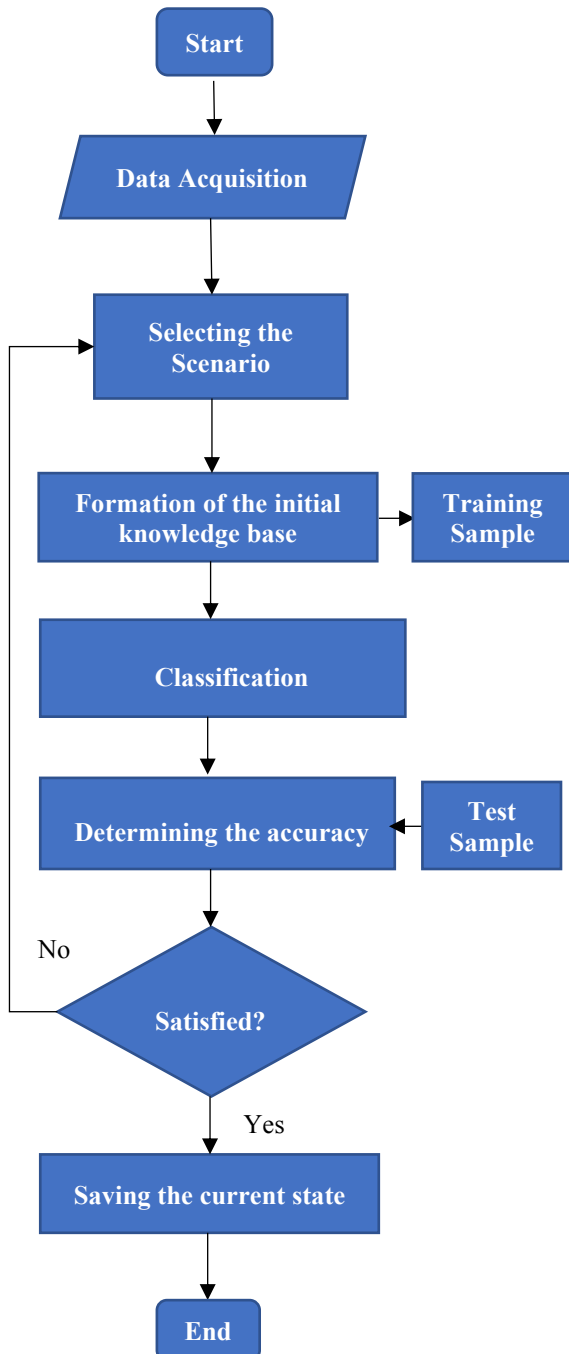 Start
Data Acquisition
Selecting the
Scenario
Formation of the initial
knowledge base
Training
Sample
Classification
Determining the accuracy
Test
Sample
No
Satisfied?
Yes
Saving the current state
End